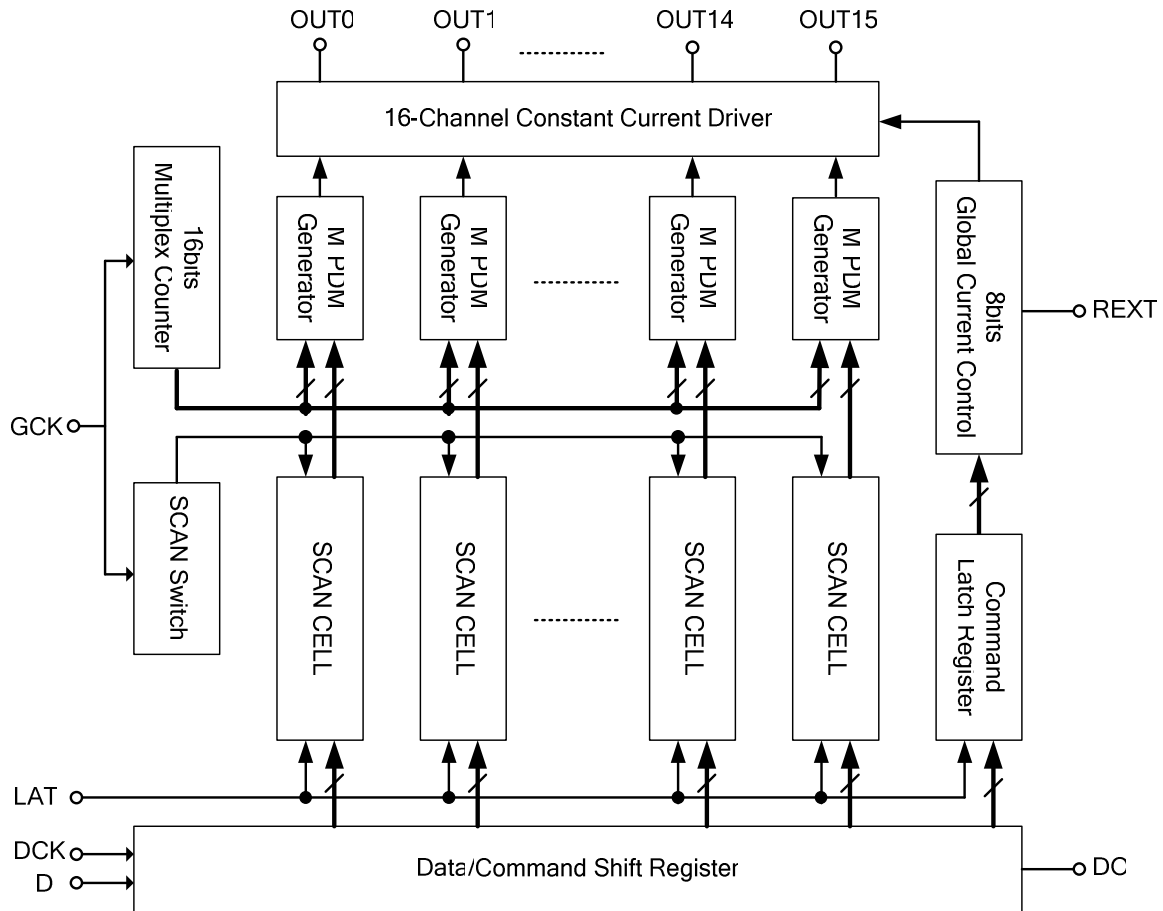 OUT0
OUT1
OUT14
OUT15
16-Channel Constant Current Driver
16bits
Multiplex Counter
M PDM
Generator
M PDM
Generator
M PDM
Generator
M PDM
Generator
8bits
Global Current Control
REXT
GCK
SCAN Switch
SCAN CELL
SCAN CELL
SCAN CELL
SCAN CELL
Command
Latch Register
LAT
DCK
D
Data/Command Shift Register
DO